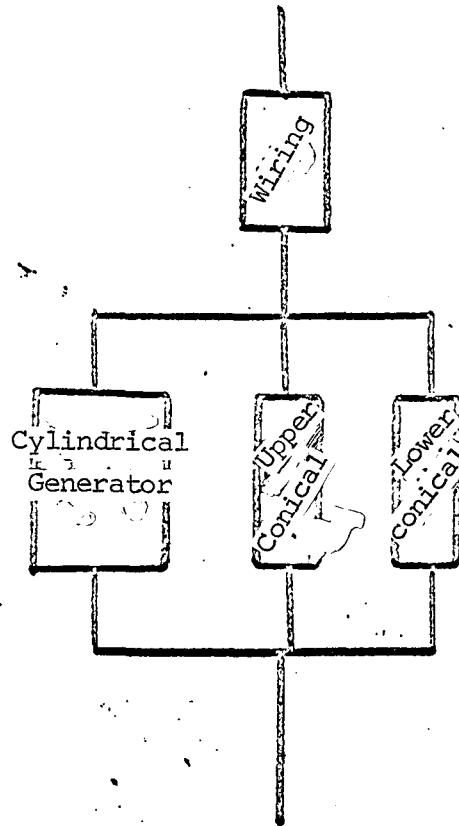 Wiring
Cylindrical
Generator
Upper
Conical
Lower
conical